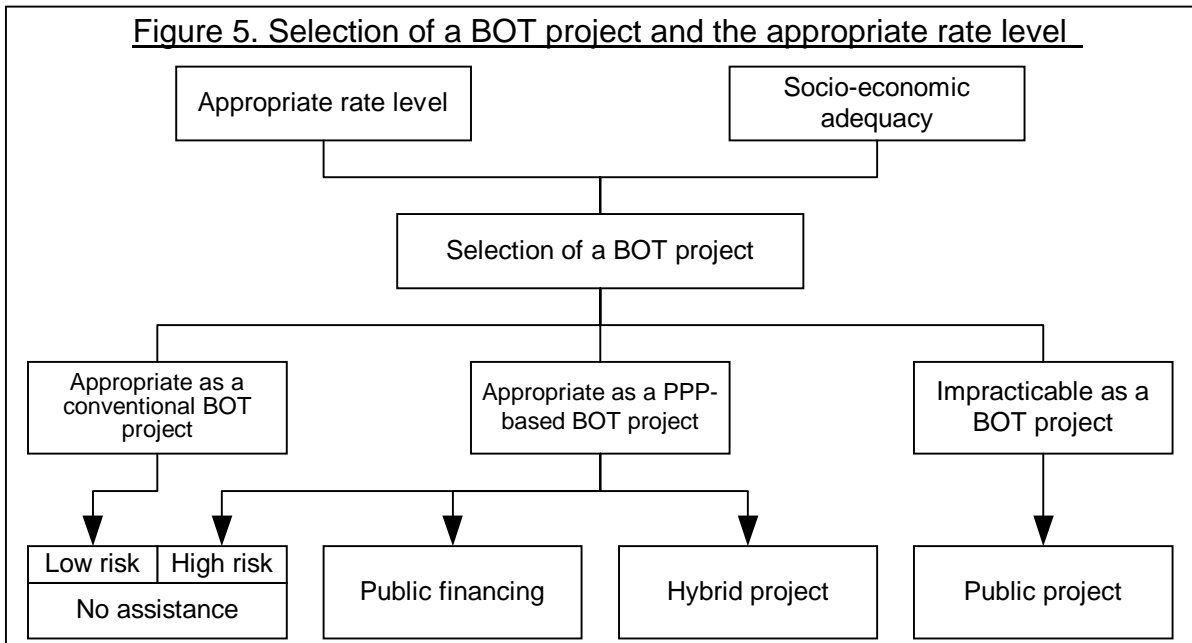 Figure 5. Selection of a BOT project and the appropriate rate level
Appropriate rate level
Socio-economic
adequacy
Selection of a BOT project
Appropriate as a
conventional BOT
project
Appropriate as a PPP-
based BOT project
Impracticable as a
BOT project
Low risk
High risk
No assistance
Public financing
Hybrid project
Public project